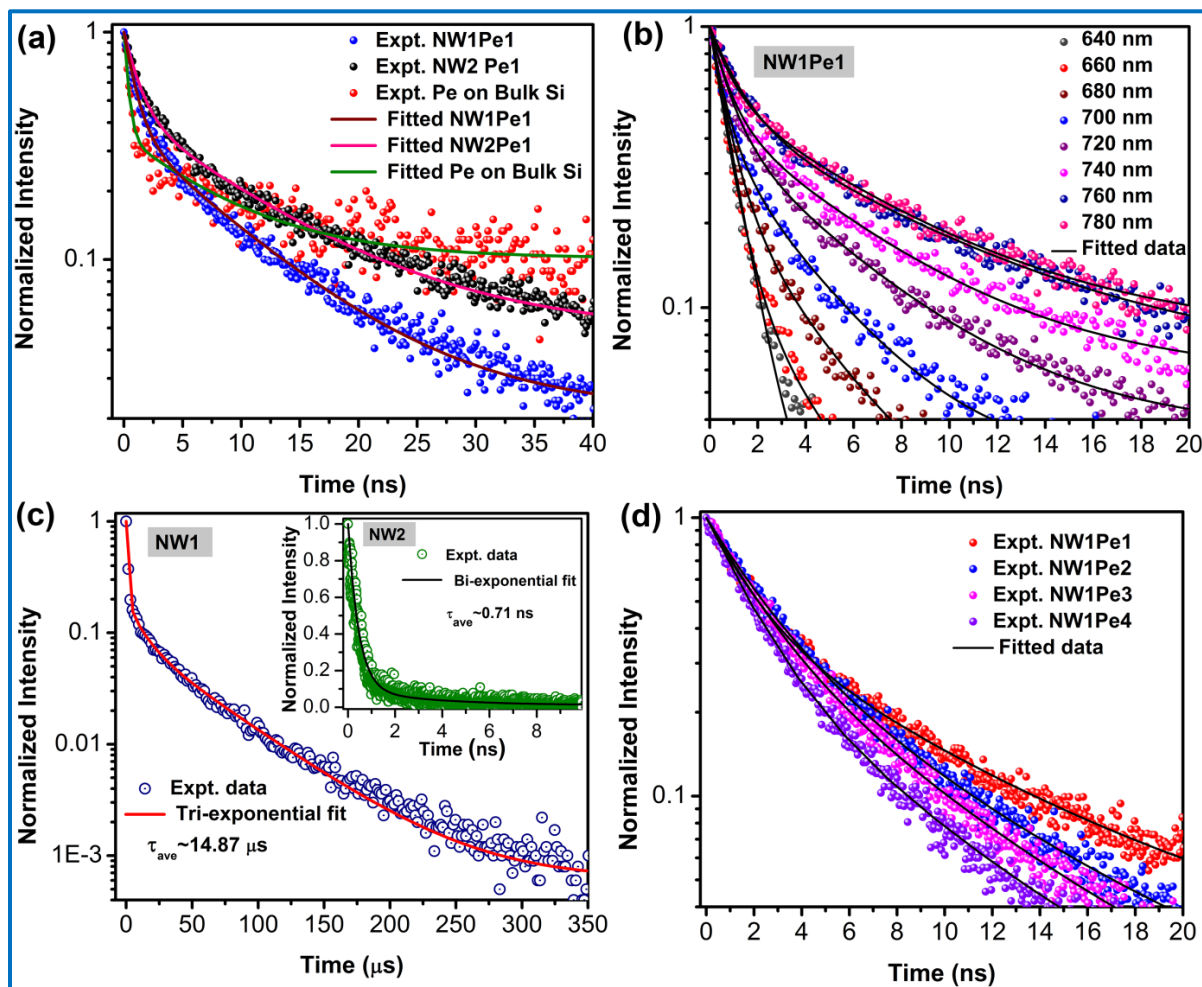 (a)
1
0.1
Normalized Intensity
Expt. NW1Pe1
Expt. NW2 Pe1
Expt. Pe on Bulk Si
Fitted NW1Pe1
Fitted NW2Pe1
Fitted Pe on Bulk Si
0 5 10 15 20 25 30 35 40
Time (ns)
(b)
1
0.1
Normalized Intensity
NW1Pe1
640 nm
660 nm
680 nm
700 nm
720 nm
740 nm
760 nm
780 nm
Fitted data
0 2 4 6 8 10 12 14 16 18 20
Time (ns)
(c)
1
0.1
0.01
1E-3
Normalized Intensity
NW1
Expt. data
Tri-exponential fit
τave~14.87 μs
0 50 100 150 200 250 300 350
Time (μs)
1.0
0.8
0.6
0.4
0.2
0.0
Normalized Intensity
NW2
Expt. data
Bi-exponential fit
τave~0.71 ns
0 2 4 6 8
Time (ns)
(d)
1
0.1
Normalized Intensity
Expt. NW1Pe1
Expt. NW1Pe2
Expt. NW1Pe3
Expt. NW1Pe4
Fitted data
0 2 4 6 8 10 12 14 16 18 20
Time (ns)